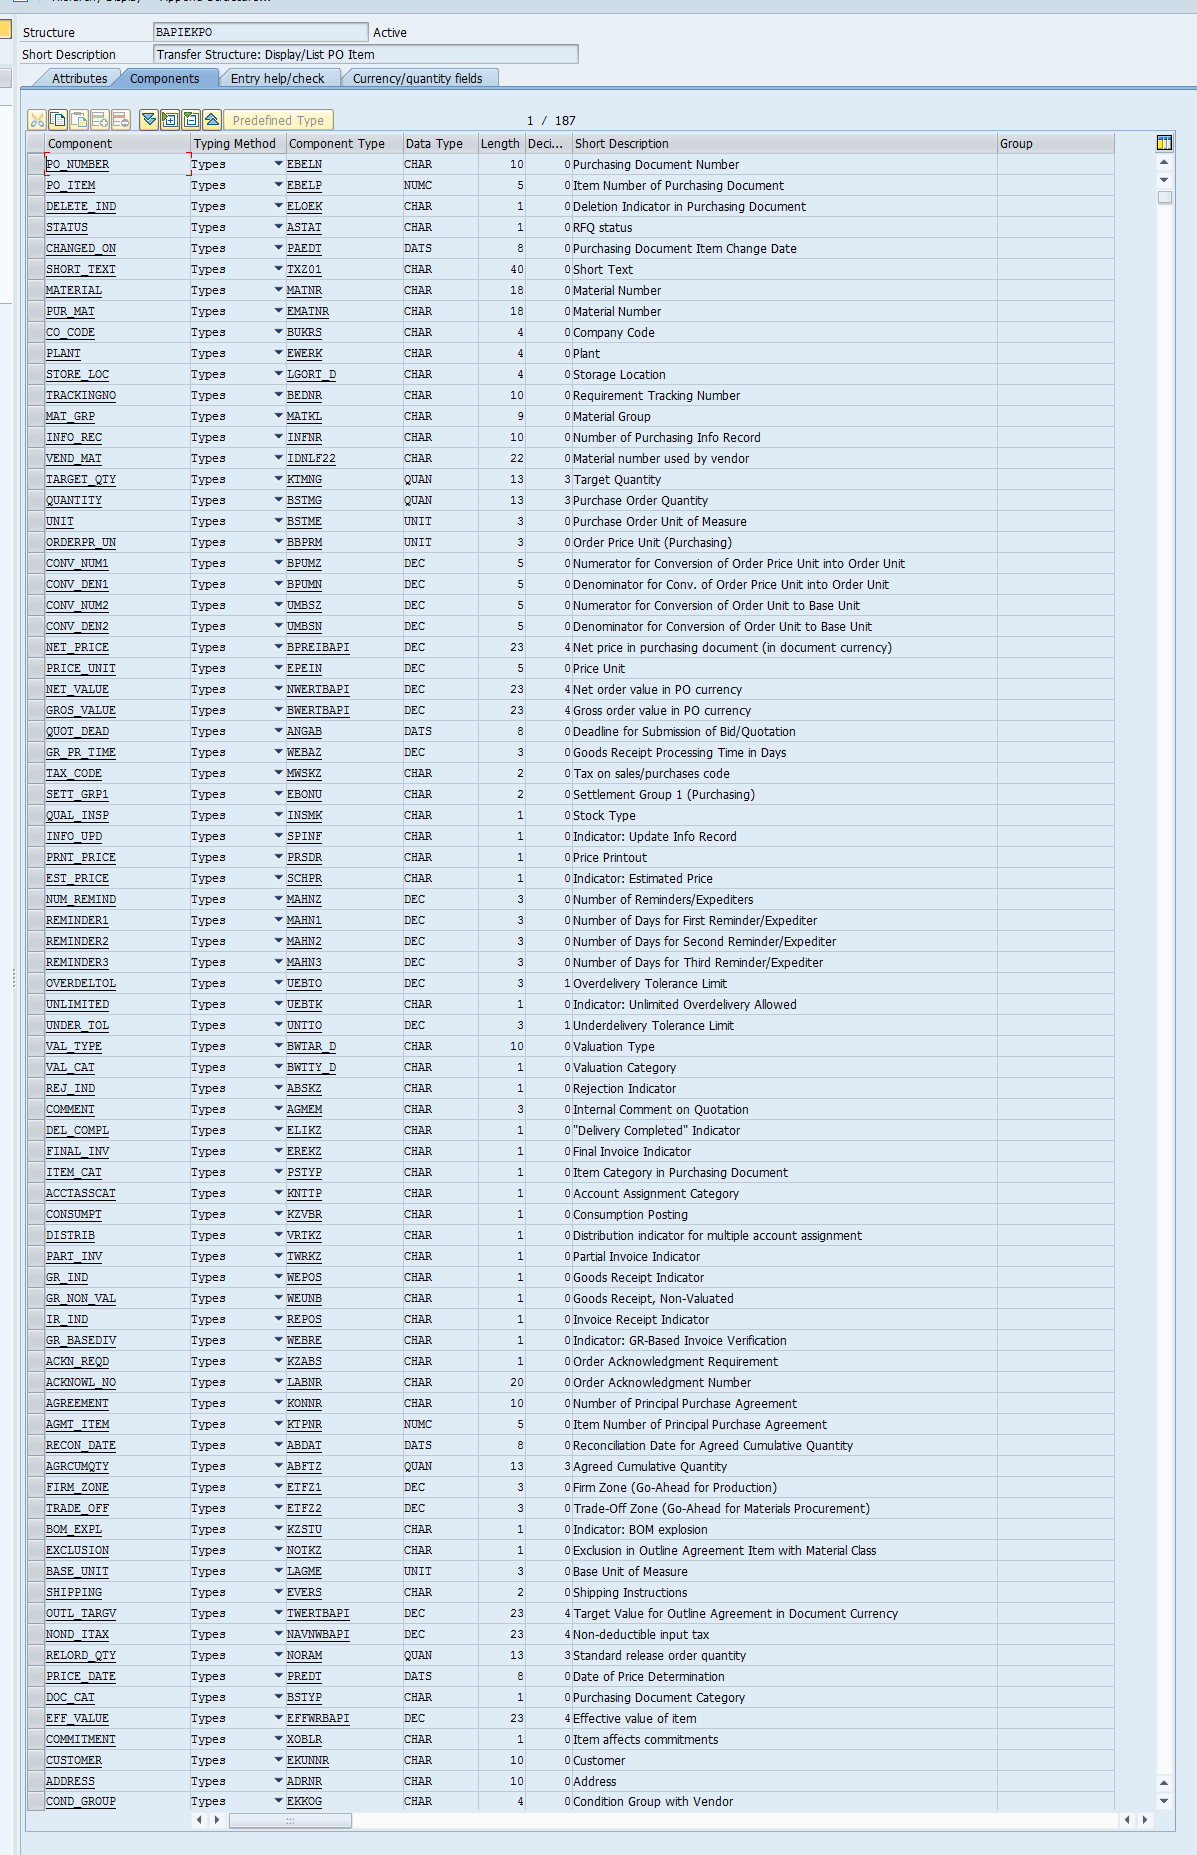 Structure BAPIEKPO Active
Short Description Transfer Structure: Display/List PO Item
Attributes Components Entry help/check Currency/quantity fields
Predefined Type 1 / 187
Component Typing Method Component Type Data Type Length Deci... Short Description Group
PO_NUMBER Types EBELN CHAR 10 0 Purchasing Document Number
PO_ITEM Types EBELP NUMC 5 0 Item Number of Purchasing Document
DELETE_IND Types ELOEK CHAR 1 0 Deletion Indicator in Purchasing Document
STATUS Types ASTAT CHAR 1 0 RFQ status
CHANGED_ON Types PAEDT DATS 8 0 Purchasing Document Item Change Date
SHORT_TEXT Types TXZ01 CHAR 40 0 Short Text
MATERIAL Types MATNR CHAR 18 0 Material Number
PUR_MAT Types EMATNR CHAR 18 0 Material Number
CO_CODE Types BUKRS CHAR 4 0 Company Code
PLANT Types EWERK CHAR 4 0 Plant
STORE_LOC Types LGORT_D CHAR 4 0 Storage Location
TRACKINGNO Types BEDNR CHAR 10 0 Requirement Tracking Number
MAT_GRP Types MATKL CHAR 9 0 Material Group
INFO_REC Types INFNR CHAR 10 0 Number of Purchasing Info Record
VEND_MAT Types IDNLF22 CHAR 22 0 Material number used by vendor
TARGET_QTY Types KTMNG QUAN 13 3 Target Quantity
QUANTITY Types BSTMG QUAN 13 3 Purchase Order Quantity
UNIT Types BSTME UNIT 3 0 Purchase Order Unit of Measure
ORDERPR_UN Types BBPRM UNIT 3 0 Order Price Unit (Purchasing)
CONV_NUM1 Types BPUMZ DEC 5 0 Numerator for Conversion of Order Price Unit into Order Unit
CONV_DEN1 Types BPUMN DEC 5 0 Denominator for Conv. of Order Price Unit into Order Unit
CONV_NUM2 Types UMBSZ DEC 5 0 Numerator for Conversion of Order Unit to Base Unit
CONV_DEN2 Types UMBSN DEC 5 0 Denominator for Conversion of Order Unit to Base Unit
NET_PRICE Types BPREIBAPI DEC 23 4 Net price in purchasing document (in document currency)
PRICE_UNIT Types EPEIN DEC 5 0 Price Unit
NET_VALUE Types NWERTBAPI DEC 23 4 Net order value in PO currency
GROS_VALUE Types BWERTBAPI DEC 23 4 Gross order value in PO currency
QUOT_DEAD Types ANGAB DATS 8 0 Deadline for Submission of Bid/Quotation
GR_PR_TIME Types WEBAZ DEC 3 0 Goods Receipt Processing Time in Days
TAX_CODE Types MWSKZ CHAR 2 0 Tax on sales/purchases code
SETT_GRP1 Types EBONU CHAR 2 0 Settlement Group 1 (Purchasing)
QUAL_INSP Types INSMK CHAR 1 0 Stock Type
INFO_UPD Types SPINF CHAR 1 0 Indicator: Update Info Record
PRNT_PRICE Types PRSDR CHAR 1 0 Price Printout
EST_PRICE Types SCHPR CHAR 1 0 Indicator: Estimated Price
NUM_REMIND Types MAHNZ DEC 3 0 Number of Reminders/Expediters
REMINDER1 Types MAHN1 DEC 3 0 Number of Days for First Reminder/Expediter
REMINDER2 Types MAHN2 DEC 3 0 Number of Days for Second Reminder/Expediter
REMINDER3 Types MAHN3 DEC 3 0 Number of Days for Third Reminder/Expediter
OVERDELTOL Types UEBTO DEC 3 1 Overdelivery Tolerance Limit
UNLIMITED Types UEBTK CHAR 1 0 Indicator: Unlimited Overdelivery Allowed
UNDER_TOL Types UNTTO DEC 3 1 Underdelivery Tolerance Limit
VAL_TYPE Types BWTAR_D CHAR 10 0 Valuation Type
VAL_CAT Types BWTTY_D CHAR 1 0 Valuation Category
REJ_IND Types ABSKZ CHAR 1 0 Rejection Indicator
COMMENT Types AGMEM CHAR 3 0 Internal Comment on Quotation
DEL_COMPL Types ELIKZ CHAR 1 0 "Delivery Completed" Indicator
FINAL_INV Types EREKZ CHAR 1 0 Final Invoice Indicator
ITEM_CAT Types PSTYP CHAR 1 0 Item Category in Purchasing Document
ACCTASSCAT Types KNTTP CHAR 1 0 Account Assignment Category
CONSUMPT Types KZVBR CHAR 1 0 Consumption Posting
DISTRIB Types VRTKZ CHAR 1 0 Distribution indicator for multiple account assignment
PART_INV Types TWRKZ CHAR 1 0 Partial Invoice Indicator
GR_IND Types WEPOS CHAR 1 0 Goods Receipt Indicator
GR_NON_VAL Types WEUNB CHAR 1 0 Goods Receipt, Non-Valuated
IR_IND Types REPOS CHAR 1 0 Invoice Receipt Indicator
GR_BASEDIV Types WEBRE CHAR 1 0 Indicator: GR-Based Invoice Verification
ACKN_REQD Types KZABS CHAR 1 0 Order Acknowledgment Requirement
ACKNOWL_NO Types LABNR CHAR 20 0 Order Acknowledgment Number
AGREEMENT Types KONNR CHAR 10 0 Number of Principal Purchase Agreement
AGMT_ITEM Types KTPNR NUMC 5 0 Item Number of Principal Purchase Agreement
RECON_DATE Types ABDAT DATS 8 0 Reconciliation Date for Agreed Cumulative Quantity
AGRCUMQTY Types ABFTZ QUAN 13 3 Agreed Cumulative Quantity
FIRM_ZONE Types ETFZ1 DEC 3 0 Firm Zone (Go-Ahead for Production)
TRADE_OFF Types ETFZ2 DEC 3 0 Trade-Off Zone (Go-Ahead for Materials Procurement)
BOM_EXPL Types KZSTU CHAR 1 0 Indicator: BOM explosion
EXCLUSION Types NOTKZ CHAR 1 0 Exclusion in Outline Agreement Item with Material Class
BASE_UNIT Types LAGME UNIT 3 0 Base Unit of Measure
SHIPPING Types EVERS CHAR 2 0 Shipping Instructions
OUTL_TARGV Types TWERTBAPI DEC 23 4 Target Value for Outline Agreement in Document Currency
NOND_ITAX Types NAVNWBAPI DEC 23 4 Non-deductible input tax
RELORD_QTY Types NORAM QUAN 13 3 Standard release order quantity
PRICE_DATE Types PREDT DATS 8 0 Date of Price Determination
DOC_CAT Types BSTYP CHAR 1 0 Purchasing Document Category
EFF_VALUE Types EFFWRBAPI DEC 23 4 Effective value of item
COMMITMENT Types XOBLR CHAR 1 0 Item affects commitments
CUSTOMER Types EKUNNR CHAR 10 0 Customer
ADDRESS Types ADRNR CHAR 10 0 Address
COND_GROUP Types EKKOG CHAR 4 0 Condition Group with Vendor